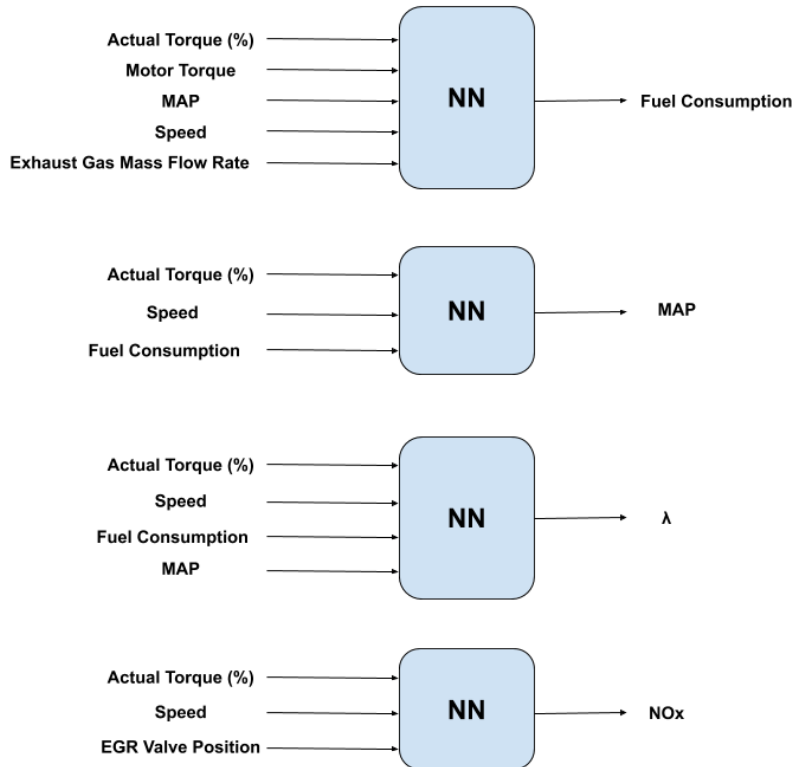 Actual Torque (%)
Motor Torque
MAP
Speed
Exhaust Gas Mass Flow Rate
NN
Fuel Consumption
Actual Torque (%)
Speed
Fuel Consumption
NN
MAP
Actual Torque (%)
Speed
Fuel Consumption
MAP
NN
λ
Actual Torque (%)
Speed
EGR Valve Position
NN
NOx